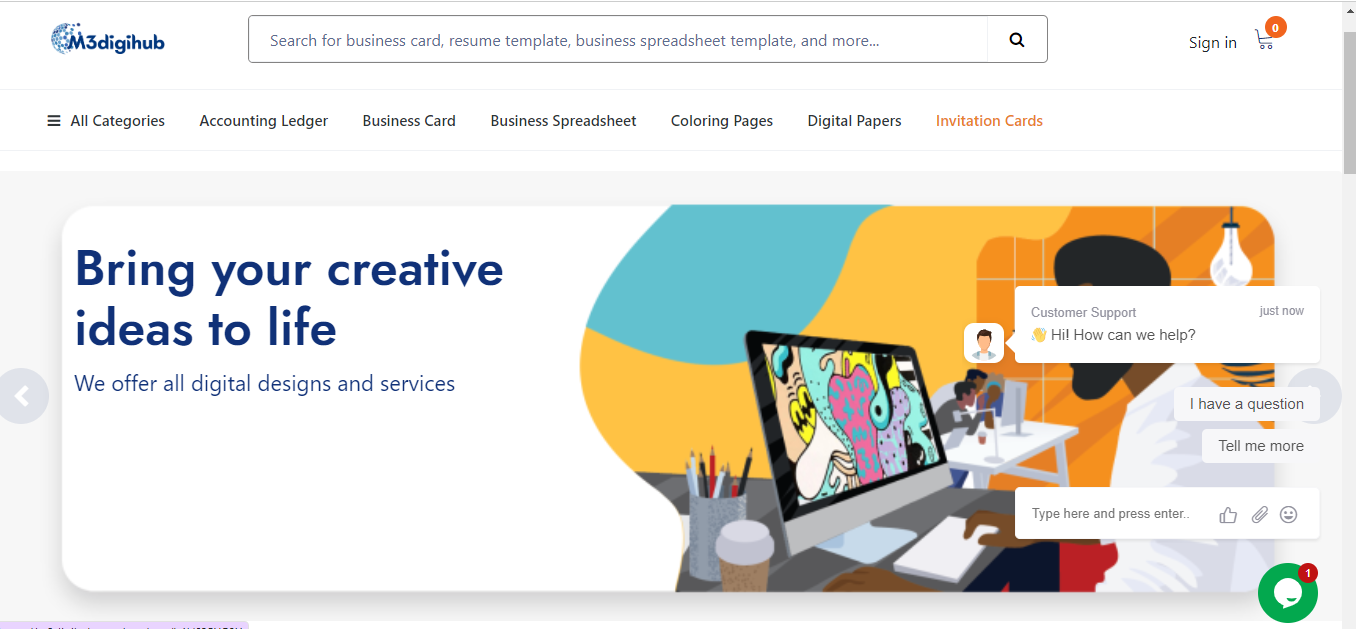 M3digihub
Search for business card, resume template, business spreadsheet template, and more...
Sign in
0
All Categories
Accounting Ledger
Business Card
Business Spreadsheet
Coloring Pages
Digital Papers
Invitation Cards
Bring your creative
ideas to life
We offer all digital designs and services
Customer Support
just now
👋 Hi! How can we help?
I have a question
Tell me more
Type here and press enter..
1